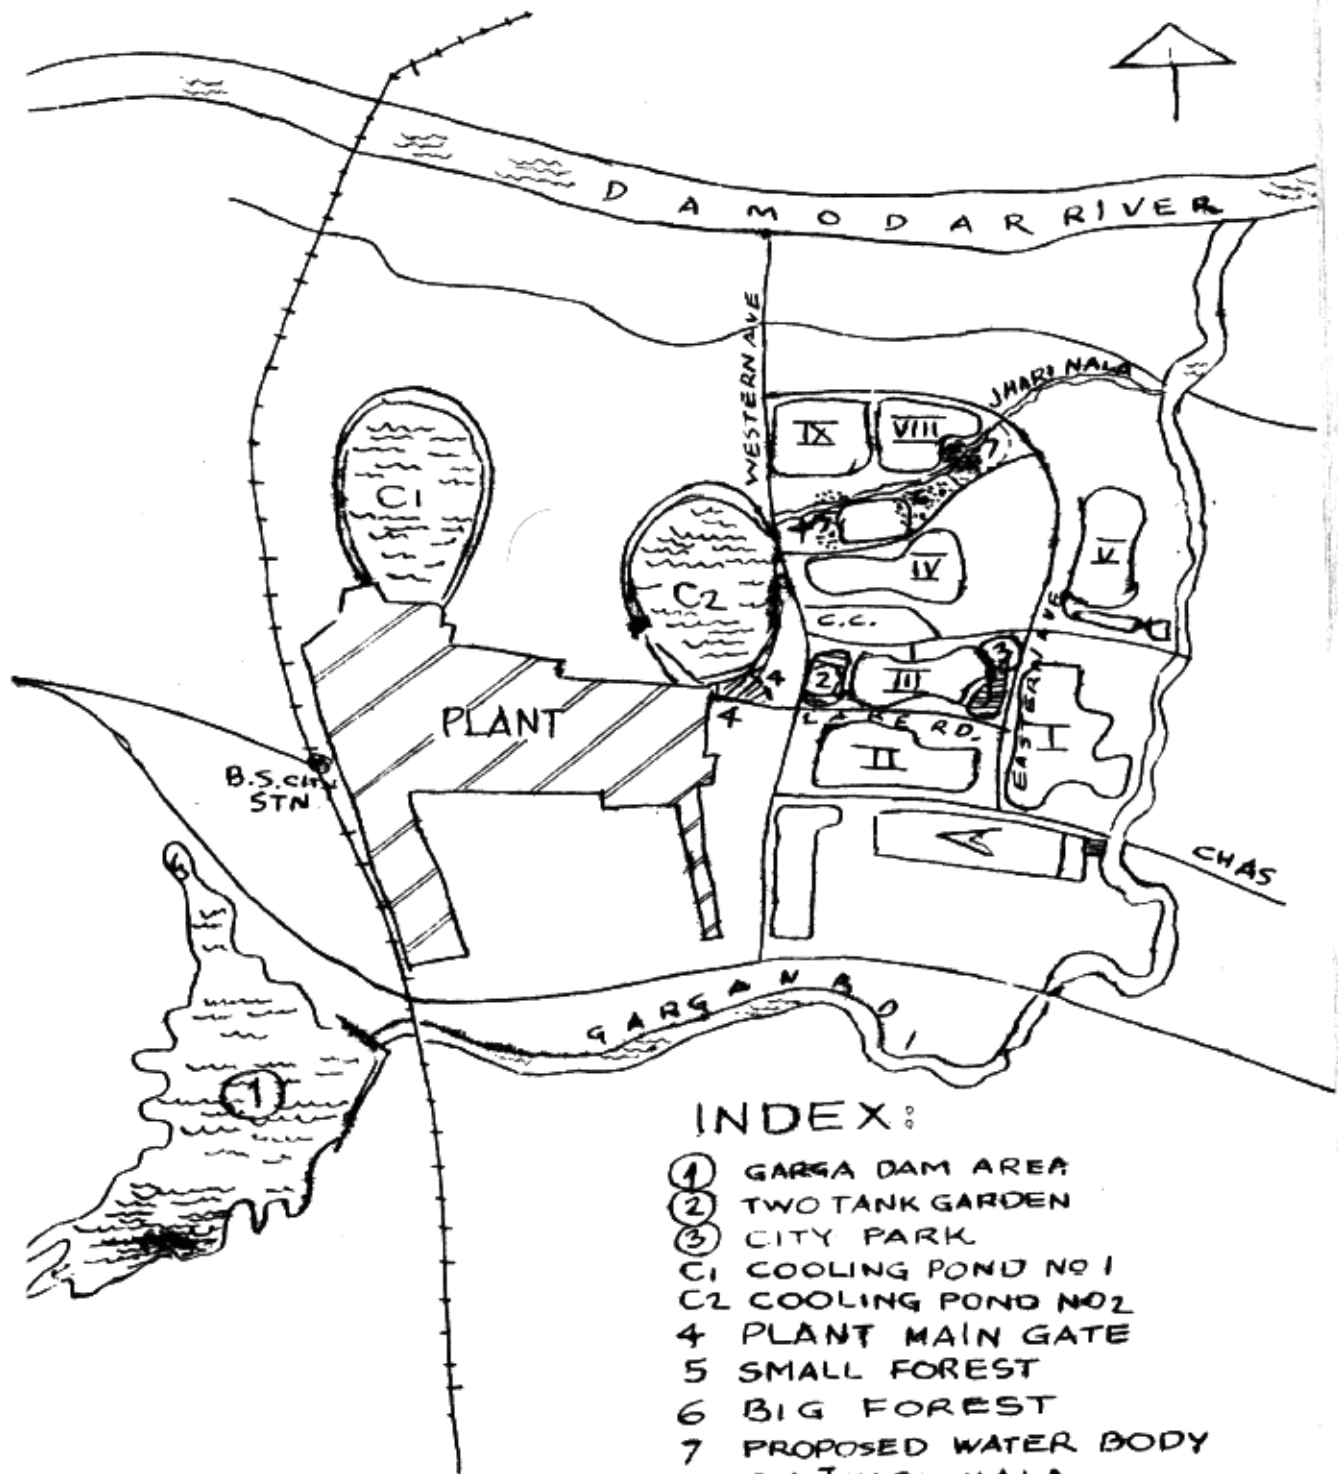 DAMODAR RIVER
WESTERN AVE
JHARI NALA
IX
VIII
7
C1
6
5
IV
V
C2
C.C.
3
2
III
4
4
LAKE RD.
EASTERN AVE
I
PLANT
II
B.S. City
STN
CHAS
GARGA NADI
1
INDEX:
1 GARGA DAM AREA
2 TWO TANK GARDEN
3 CITY PARK
C1 COOLING POND NO 1
C2 COOLING POND NO 2
4 PLANT MAIN GATE
5 SMALL FOREST
6 BIG FOREST
7 PROPOSED WATER BODY